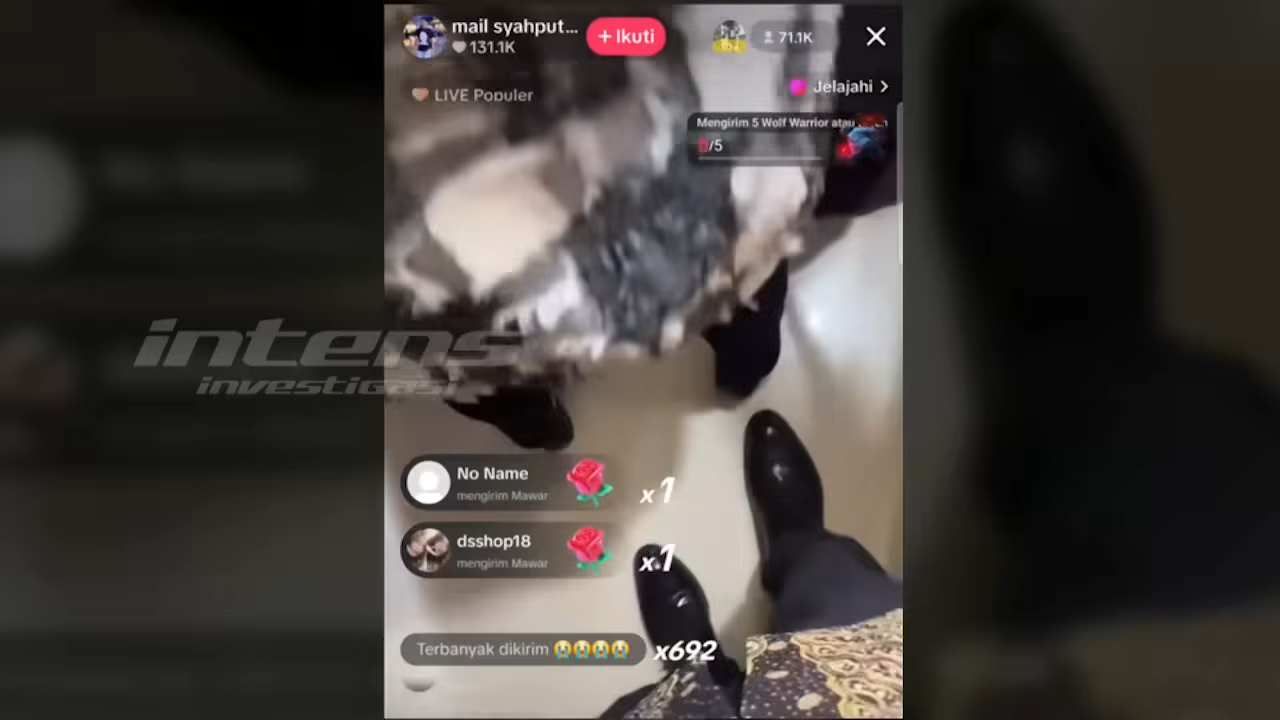 mail syahput...
131.1K
+ Ikuti
71.1K
LIVE Populer
Jelajahi >
Mengirim 5 Wolf Warrior atau
/5
intens
investigasi
No Name
mengirim Mawar
x1
dsshop18
mengirim Mawar
x1
Terbanyak dikirim 😭😭😭😭 x692